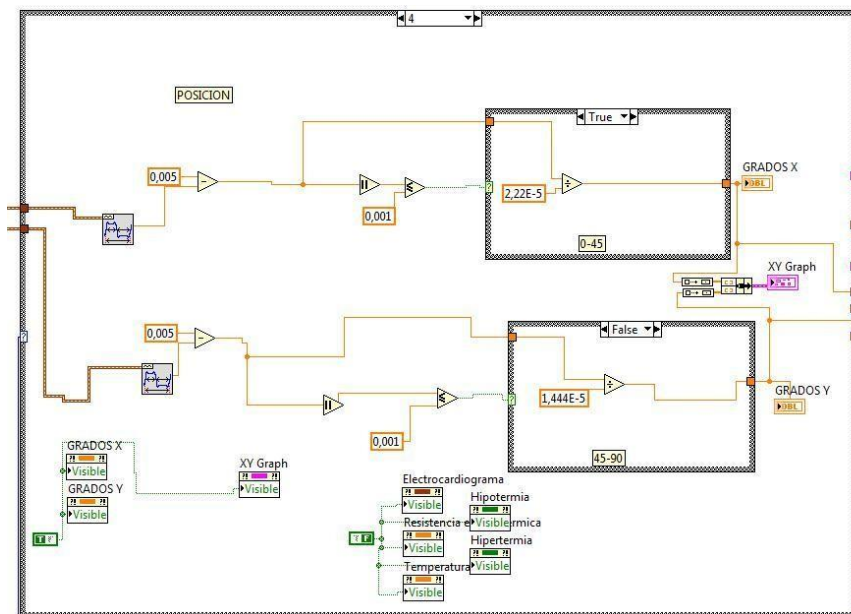 4
POSICION
True
GRADOS X
DBL
0,005
2,22E-5
0,001
0-45
XY Graph
0,005
False
1,444E-5
GRADOS Y
DBL
0,001
45-90
GRADOS X
Visible
XY Graph
Visible
GRADOS Y
Visible
T F
Electrocardiograma
Visible
Hipotermia
Visible
Resistencia e rmica
Visible
T F
Hipertermia
Visible
Temperatura
Visible